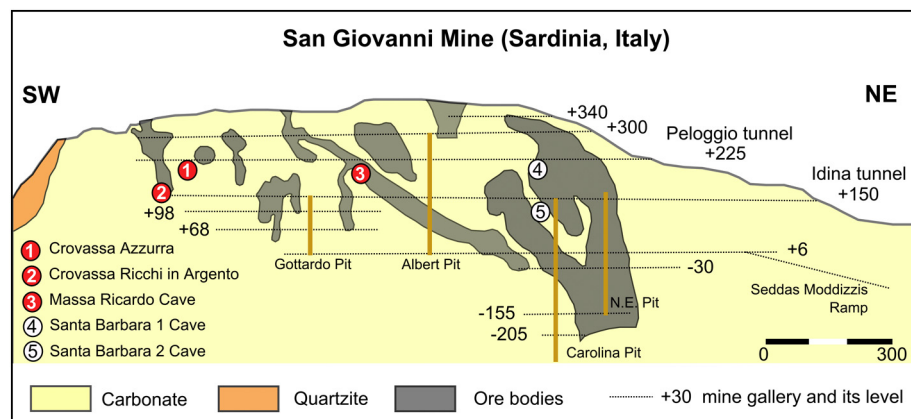 San Giovanni Mine (Sardinia, Italy)
SW
NE
+340
+300
Peloggio tunnel
+225
Idina tunnel
+150
1
2
3
4
5
+98
+68
Gottardo Pit
Albert Pit
+6
-30
Seddas Moddizzis
Ramp
N.E. Pit
-155
-205
Carolina Pit
1 Crovassa Azzurra
2 Crovassa Ricchi in Argento
3 Massa Ricardo Cave
4 Santa Barbara 1 Cave
5 Santa Barbara 2 Cave
0 300
Carbonate
Quartzite
Ore bodies
+30 mine gallery and its level